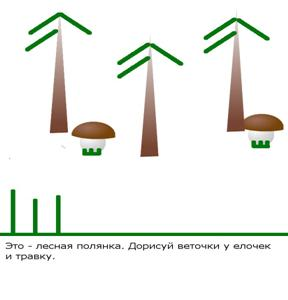 Это - лесная полянка. Дорисуй веточки у елочек
и травку.